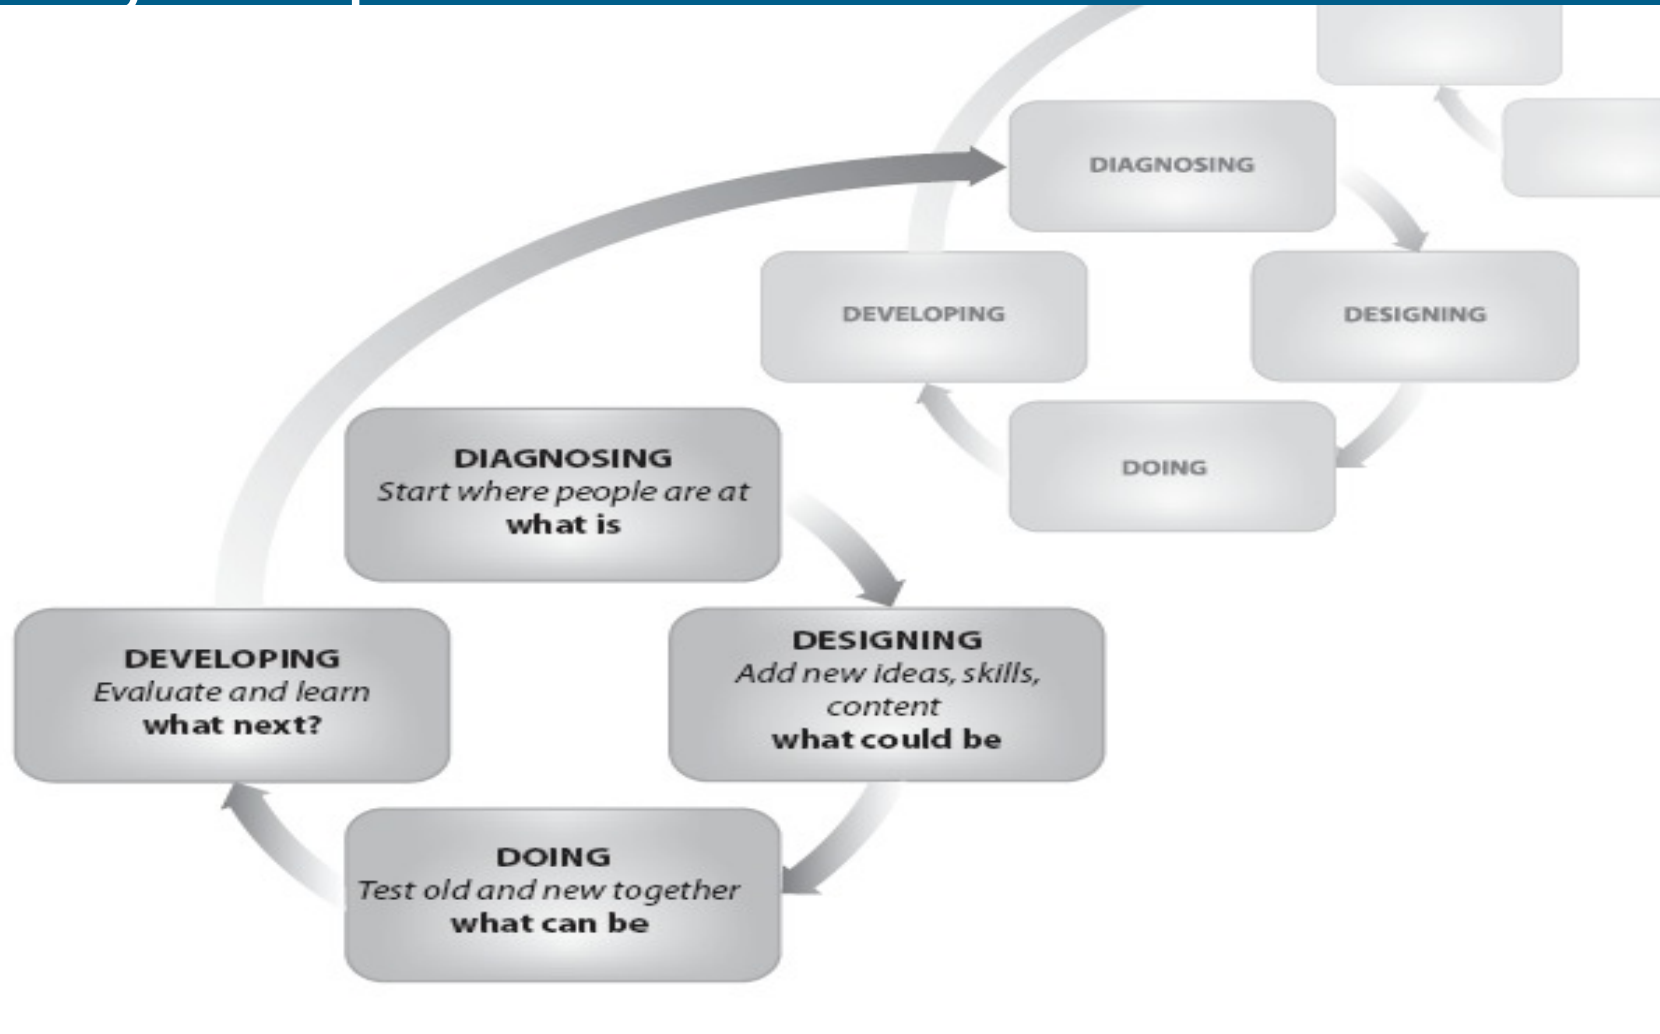 DIAGNOSING
DEVELOPING
DESIGNING
DOING
DIAGNOSING
Start where people are at
what is
DESIGNING
Add new ideas, skills,
content
what could be
DOING
Test old and new together
what can be
DEVELOPING
Evaluate and learn
what next?